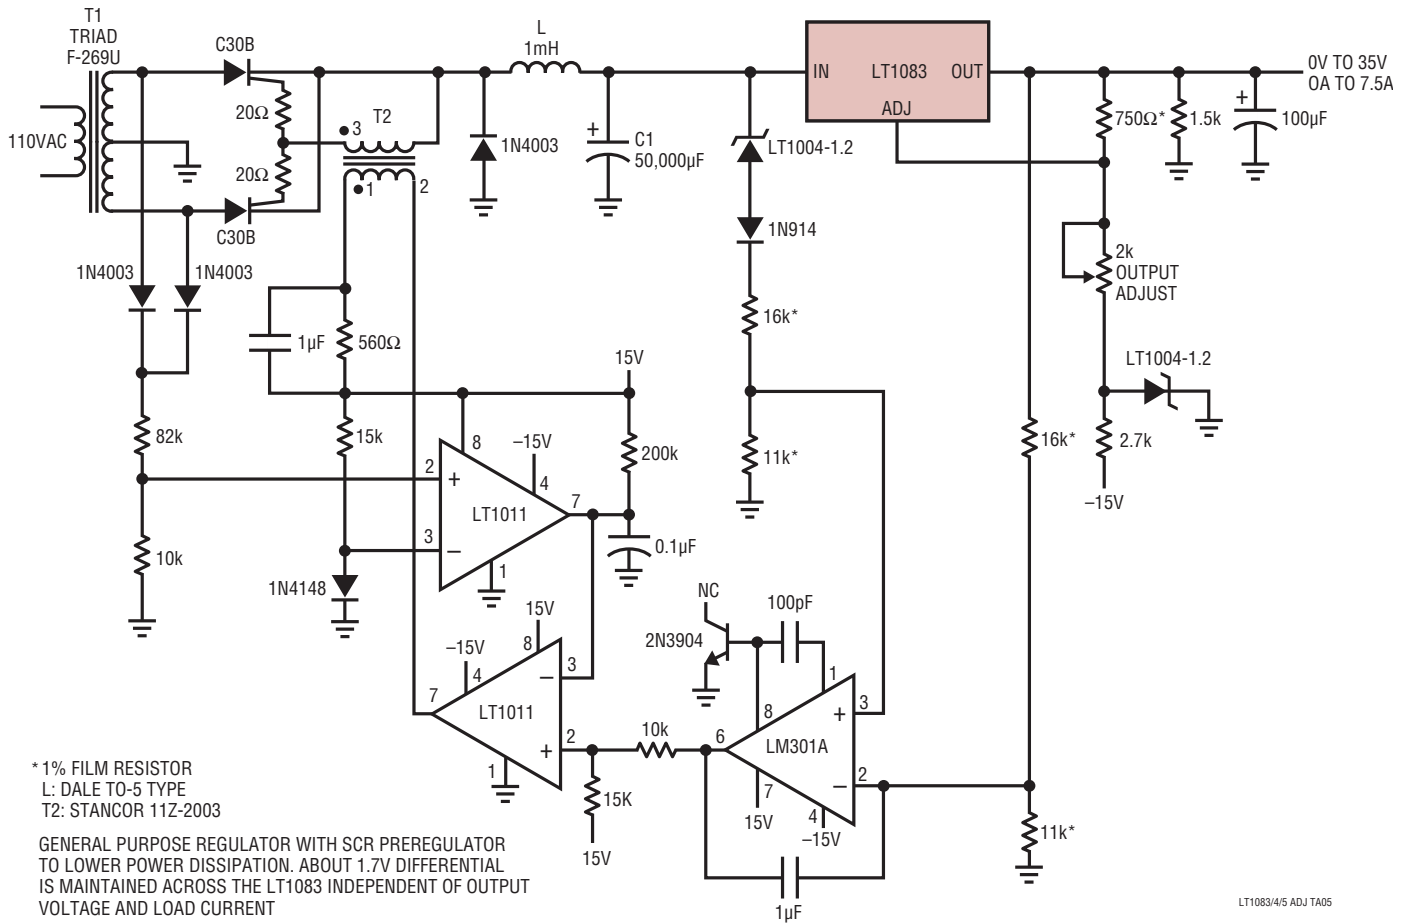 T1
TRIAD
F-269U
C30B
L
1mH
IN
LT1083
OUT
ADJ
0V TO 35V
OA TO 7.5A
110VAC
20Ω
T2
3
20Ω
1
2
C30B
1N4003
+
C1
50,000µF
LT1004-1.2
750Ω*
1.5k
+
100µF
1N914
2k
OUTPUT
ADJUST
1N4003
1N4003
1µF
560Ω
16k*
15V
LT1004-1.2
82k
15k
8
–15V
4
200k
11k*
16k*
2.7k
–15V
2
+
LT1011
7
3
–
1
0.1µF
10k
1N4148
NC
100pF
2N3904
15V
8
–15V
4
3
–
7
LT1011
2
+
1
10k
15K
15V
1
8
3
+
6
LM301A
2
–
7
15V
4
–15V
11k*
1µF
* 1% FILM RESISTOR
L: DALE TO-5 TYPE
T2: STANCOR 11Z-2003
GENERAL PURPOSE REGULATOR WITH SCR PREREGULATOR
TO LOWER POWER DISSIPATION. ABOUT 1.7V DIFFERENTIAL
IS MAINTAINED ACROSS THE LT1083 INDEPENDENT OF OUTPUT
VOLTAGE AND LOAD CURRENT
LT1083/4/5 ADJ TA05